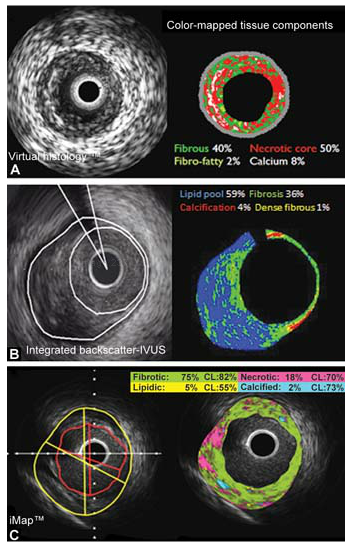 Color-mapped tissue components
Virtual histology™
Fibrous 40% Necrotic core 50%
Fibro-fatty 2% Calcium 8%
A
Lipid pool 59% Fibrosis 36%
Calcification 4% Dense fibrous 1%
Integrated backscatter-IVUS
B
Fibrotic: 75% CL:82% Necrotic: 18% CL:70%
Lipidic: 5% CL:55% Calcified: 2% CL:73%
iMap™
C